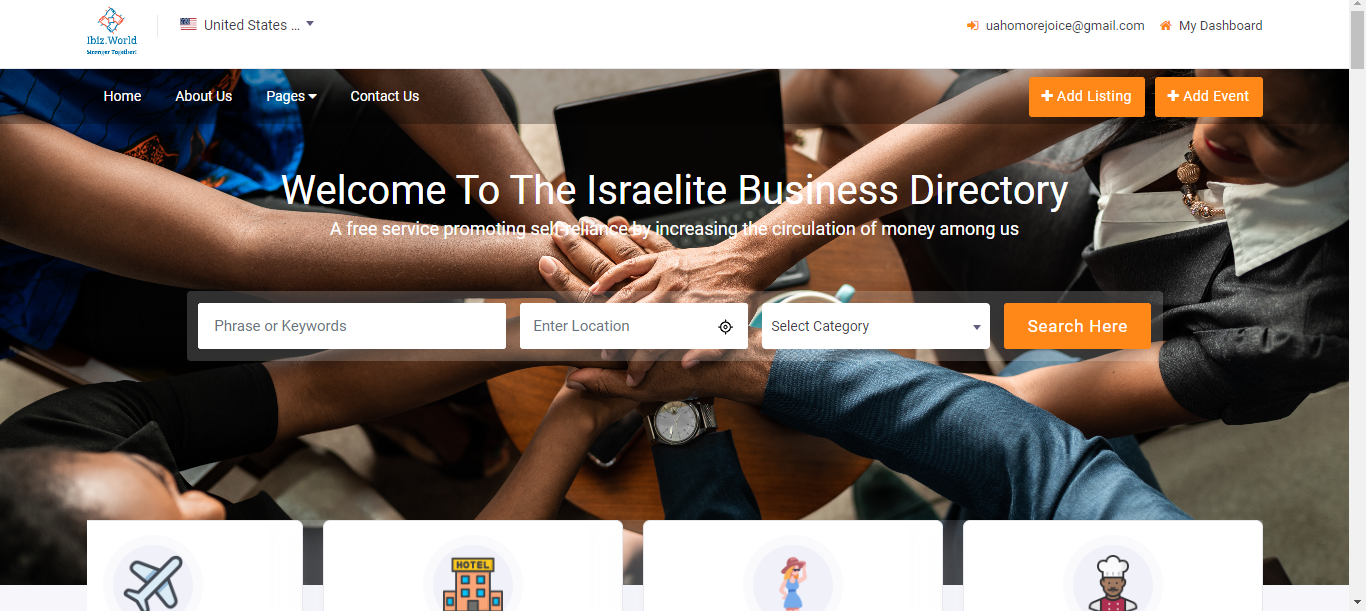 Ibiz.World
Stronger Together!
United States ...
uahomorejoice@gmail.com
My Dashboard
Home
About Us
Pages
Contact Us
Add Listing
Add Event
Welcome To The Israelite Business Directory
A free service promoting self-reliance by increasing the circulation of money among us
Phrase or Keywords
Enter Location
Select Category
Search Here
HOTEL